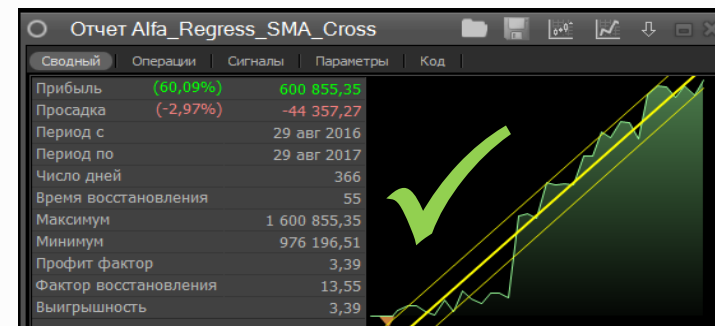 Отчет Alfa_Regress_SMA_Cross
Сводный Операции Сигналы Параметры Код
Прибыль (60,09%) 600 855,35
Просадка (-2,97%) -44 357,27
Период с 29 авг 2016
Период по 29 авг 2017
Число дней 366
Время восстановления 55
Максимум 1 600 855,35
Минимум 976 196,51
Профит фактор 3,39
Фактор восстановления 13,55
Выигрышность 3,39